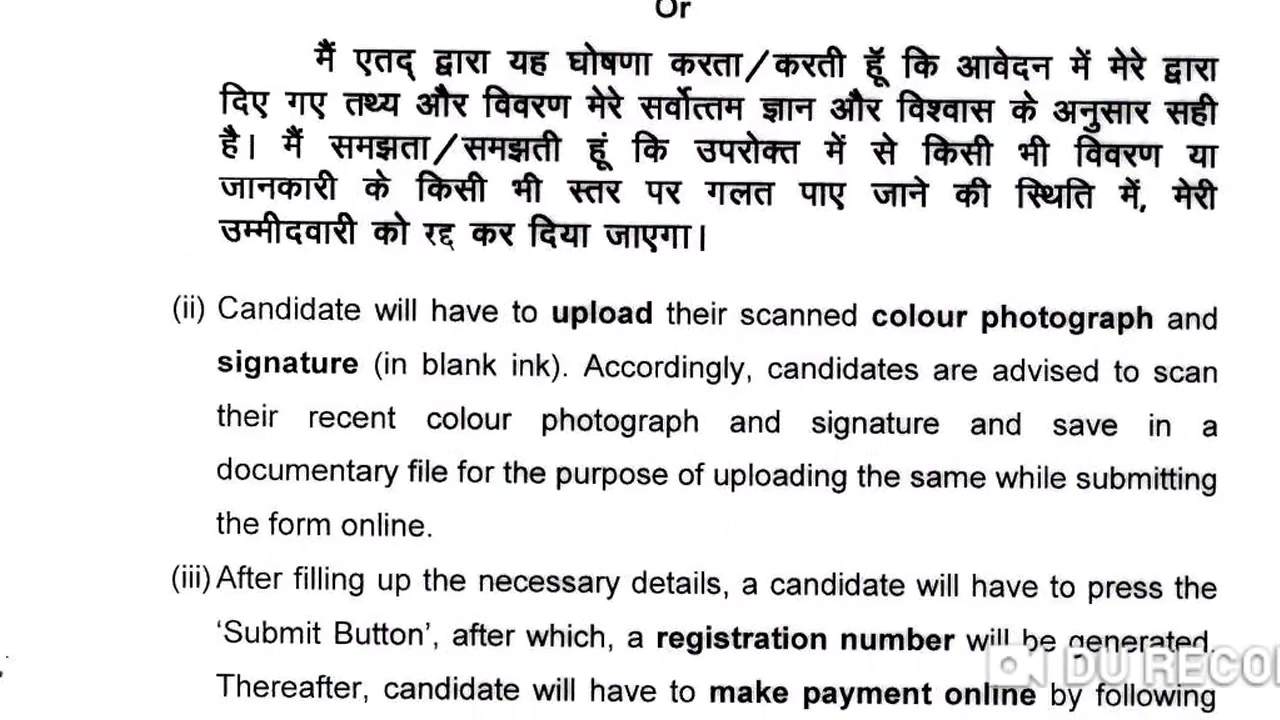 Or
मैं एतद् द्वारा यह घोषणा करता/करती हूॅं कि आवेदन में मेरे द्वारा
दिए गए तथ्य और विवरण मेरे सर्वोत्तम ज्ञान और विश्वास के अनुसार सही
है। मैं समझता/समझती हूं कि उपरोक्त में से किसी भी विवरण या
जानकारी के किसी भी स्तर पर गलत पाए जाने की स्थिति में, मेरी
उम्मीदवारी को रद्द कर दिया जाएगा।
(ii) Candidate will have to upload their scanned colour photograph and
signature (in blank ink). Accordingly, candidates are advised to scan
their recent colour photograph and signature and save in a
documentary file for the purpose of uploading the same while submitting
the form online.
(iii) After filling up the necessary details, a candidate will have to press the
‘Submit Button’, after which, a registration number will be generated.
Thereafter, candidate will have to make payment online by following
DU RECO